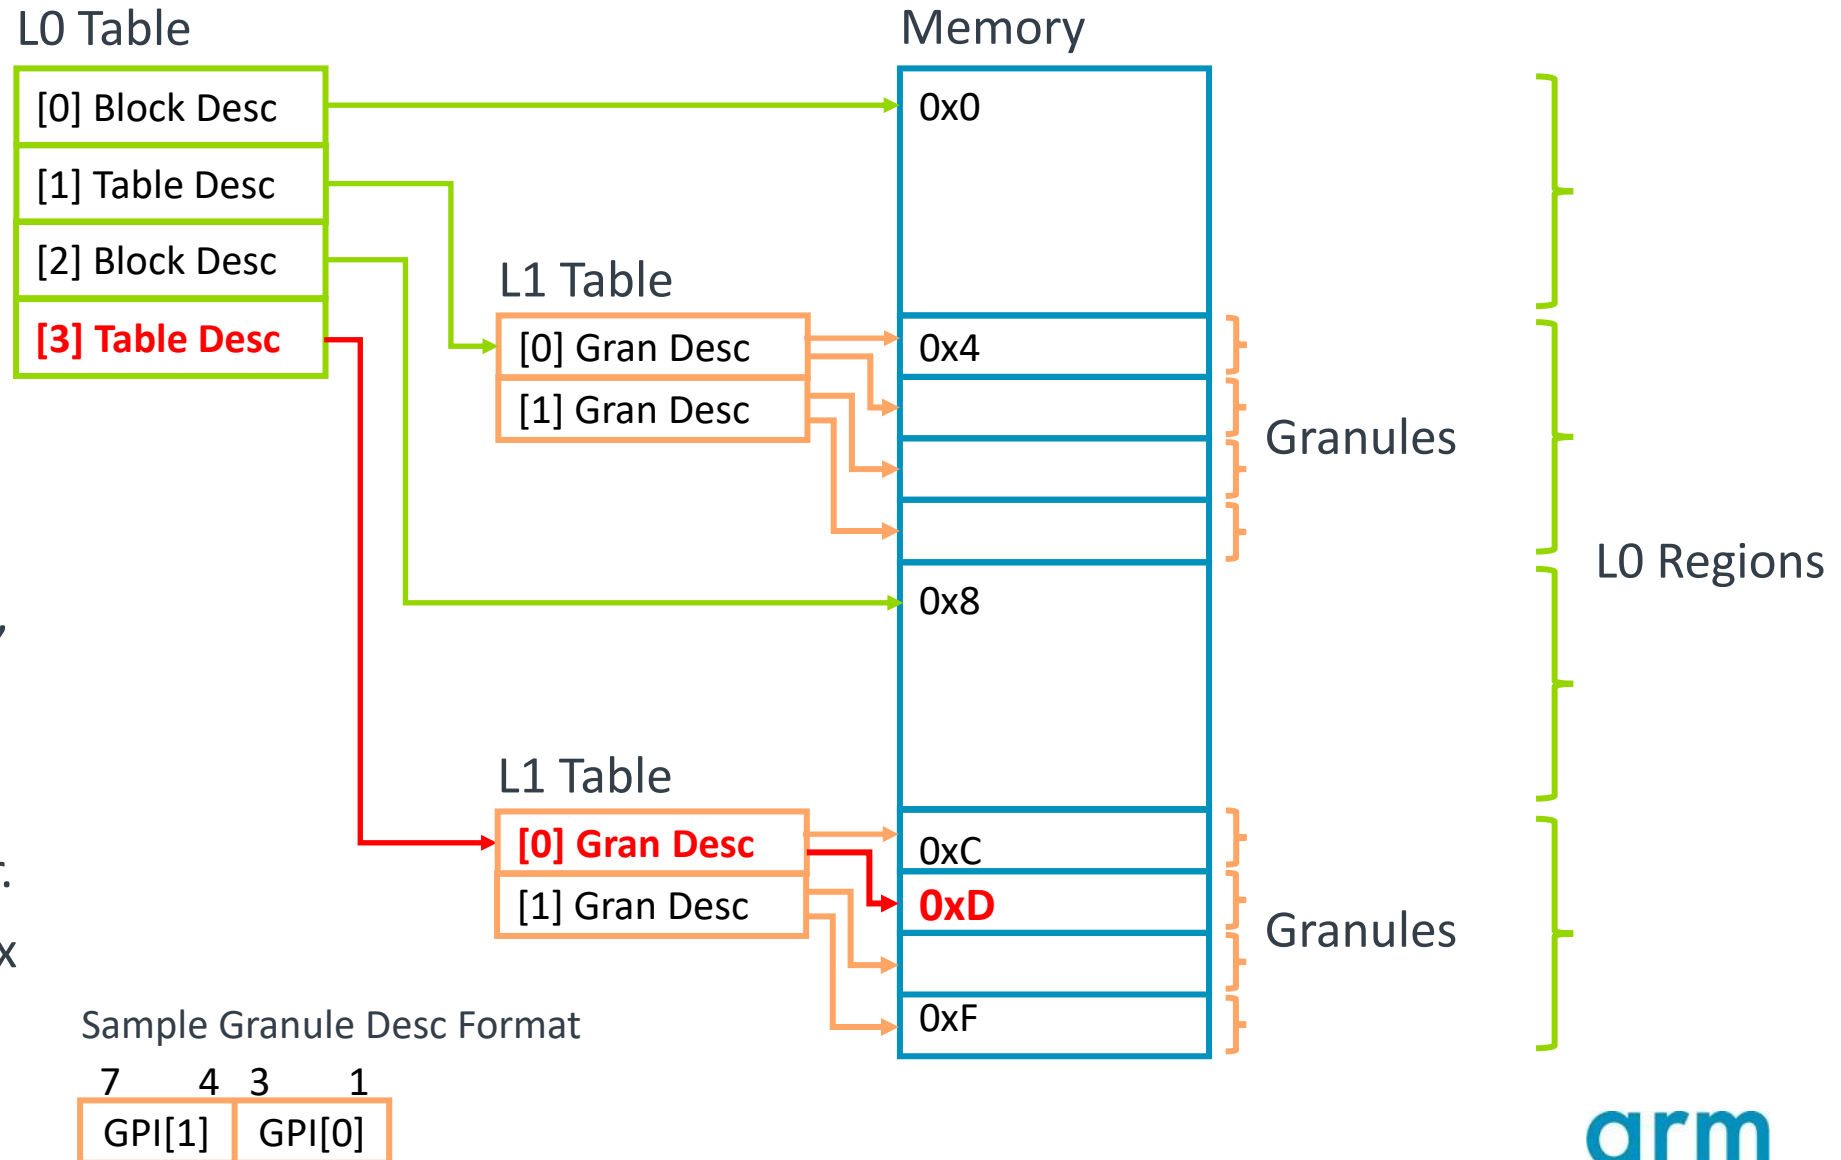 L0 Table
[0] Block Desc
[1] Table Desc
[2] Block Desc
[3] Table Desc
L1 Table
[0] Gran Desc
[1] Gran Desc
L1 Table
[0] Gran Desc
[1] Gran Desc
Memory
0x0
0x4
0x8
0xC
0xD
0xF
Granules
Granules
L0 Regions
Sample Granule Desc Format
7 4 3 1
GPI[1] GPI[0]
arm